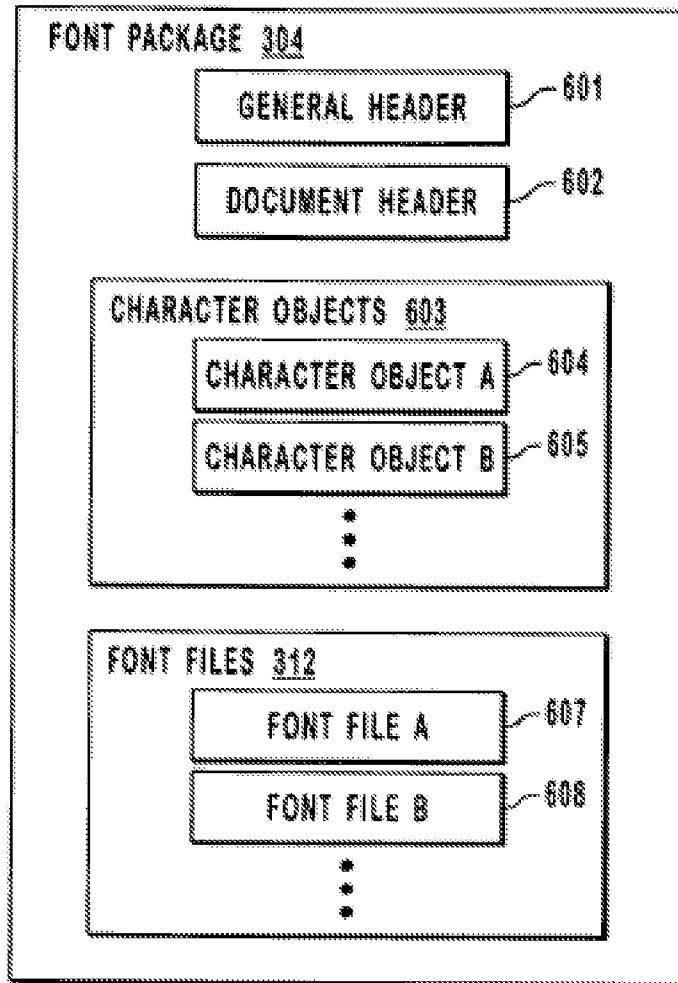 FONT PACKAGE 304
GENERAL HEADER
601
DOCUMENT HEADER
602
CHARACTER OBJECTS 603
CHARACTER OBJECT A
604
CHARACTER OBJECT B
605
FONT FILES 312
FONT FILE A
607
FONT FILE B
608